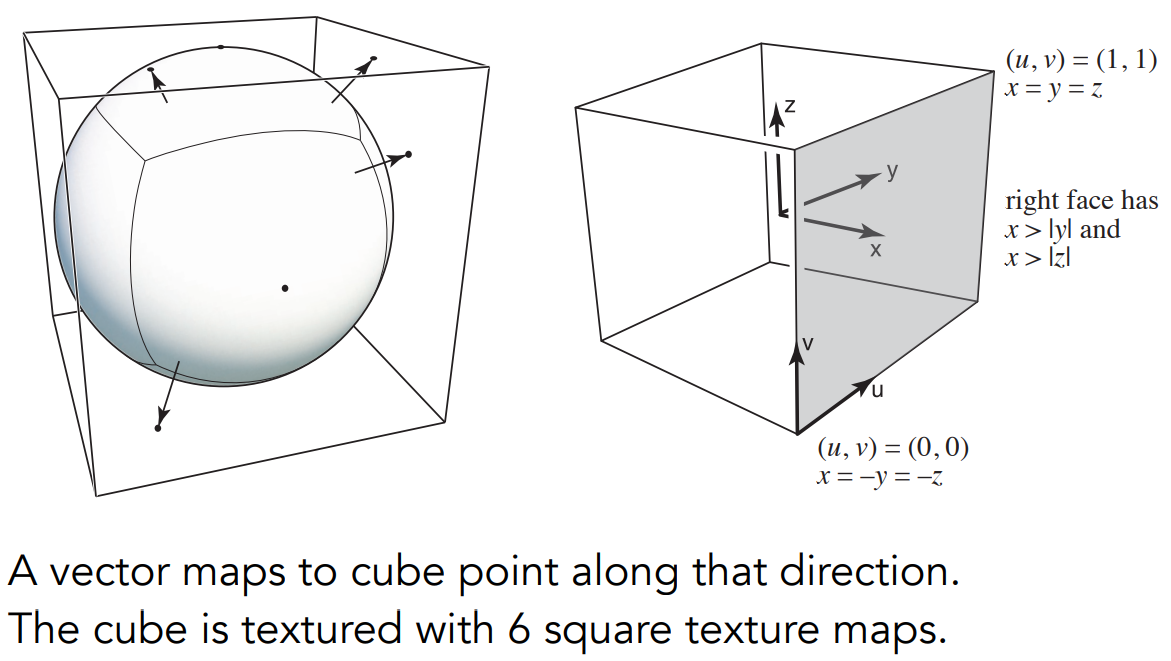 (u, v) = (1, 1)
x = y = z
z
y
x
right face has
x > |y| and
x > |z|
v
u
(u, v) = (0, 0)
x = –y = –z
A vector maps to cube point along that direction.
The cube is textured with 6 square texture maps.